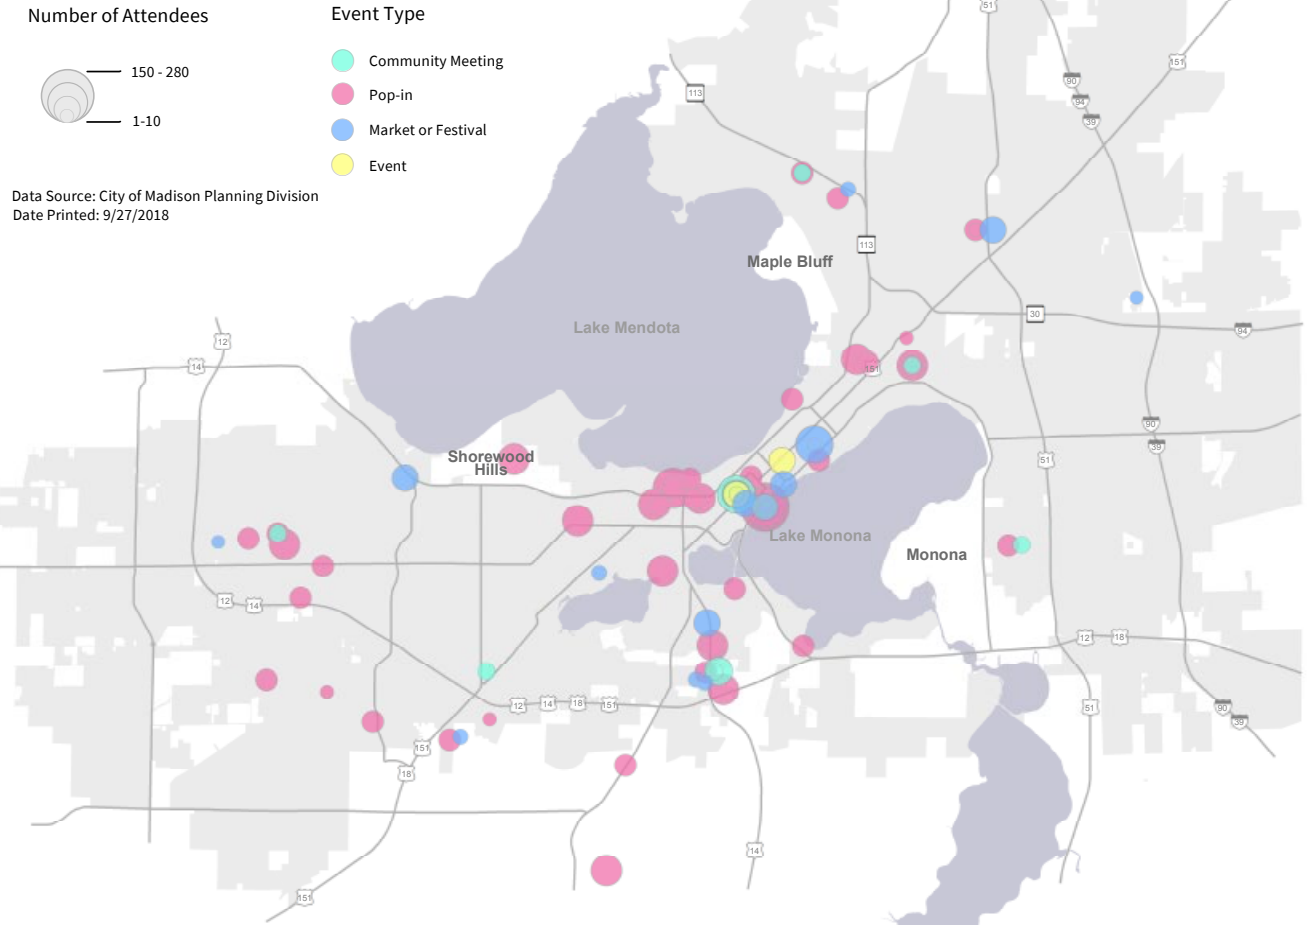 Number of Attendees
150 - 280
1-10
Event Type
Community Meeting
Pop-in
Market or Festival
Event
Data Source: City of Madison Planning Division
Date Printed: 9/27/2018
51
151
90
94
39
113
113
Maple Bluff
30
94
Lake Mendota
12
14
151
90
39
51
Shorewood
Hills
Lake Monona
Monona
12
14
12
18
12
14
18
151
51
90
39
151
18
14
151